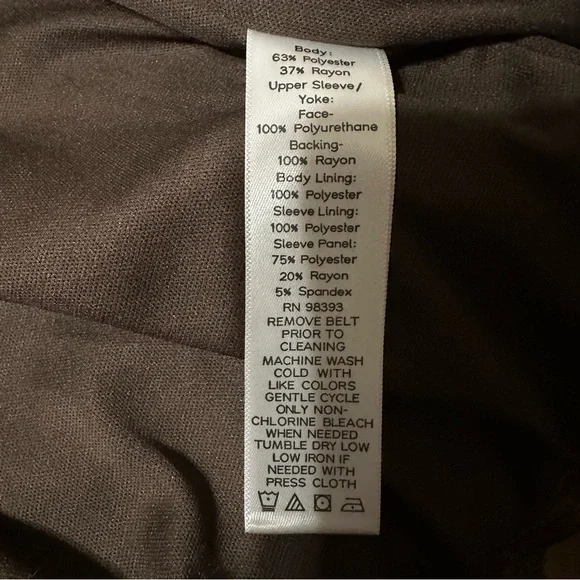 Body:
63% Polyester
37% Rayon
Upper Sleeve/
Yoke:
Face-
100% Polyurethane
Backing-
100% Rayon
Body Lining:
100% Polyester
Sleeve Lining:
100% Polyester
Sleeve Panel:
75% Polyester
20% Rayon
5% Spandex
RN 98393
REMOVE BELT
PRIOR TO
CLEANING
MACHINE WASH
COLD WITH
LIKE COLORS
GENTLE CYCLE
ONLY NON-
CHLORINE BLEACH
WHEN NEEDED
TUMBLE DRY LOW
LOW IRON IF
NEEDED WITH
PRESS CLOTH